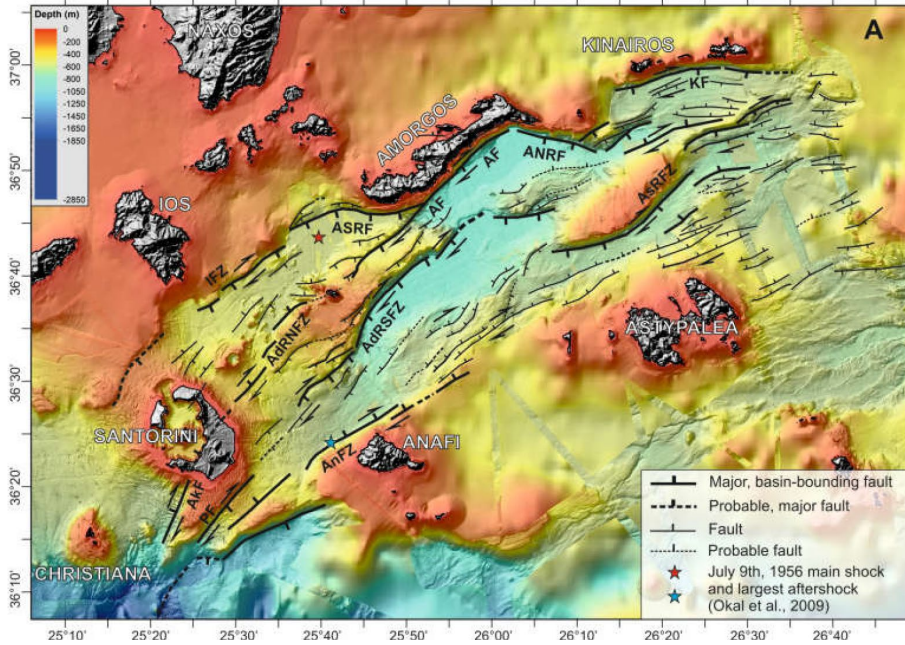 Depth (m)
0
-200
-400
-600
-850
-1050
-1250
-1450
-1650
-1850
-2850
A
NAXOS
KINAIROS
KF
AMORGOS
AF
ANRF
ASRFZ
IOS
AF
ASRF
IFZ
AdRNFZ
AdRSFZ
ASTYPALEA
SANTORINI
AnFZ
ANAFI
AkF
PF
CHRISTIANA
Major, basin-bounding fault
Probable, major fault
Fault
Probable fault
July 9th, 1956 main shock
and largest aftershock
(Okal et al., 2009)
37°00'
36°50'
36°40'
36°30'
36°20'
36°10'
25°10' 25°20' 25°30' 25°40' 25°50' 26°00' 26°10' 26°20' 26°30' 26°40'